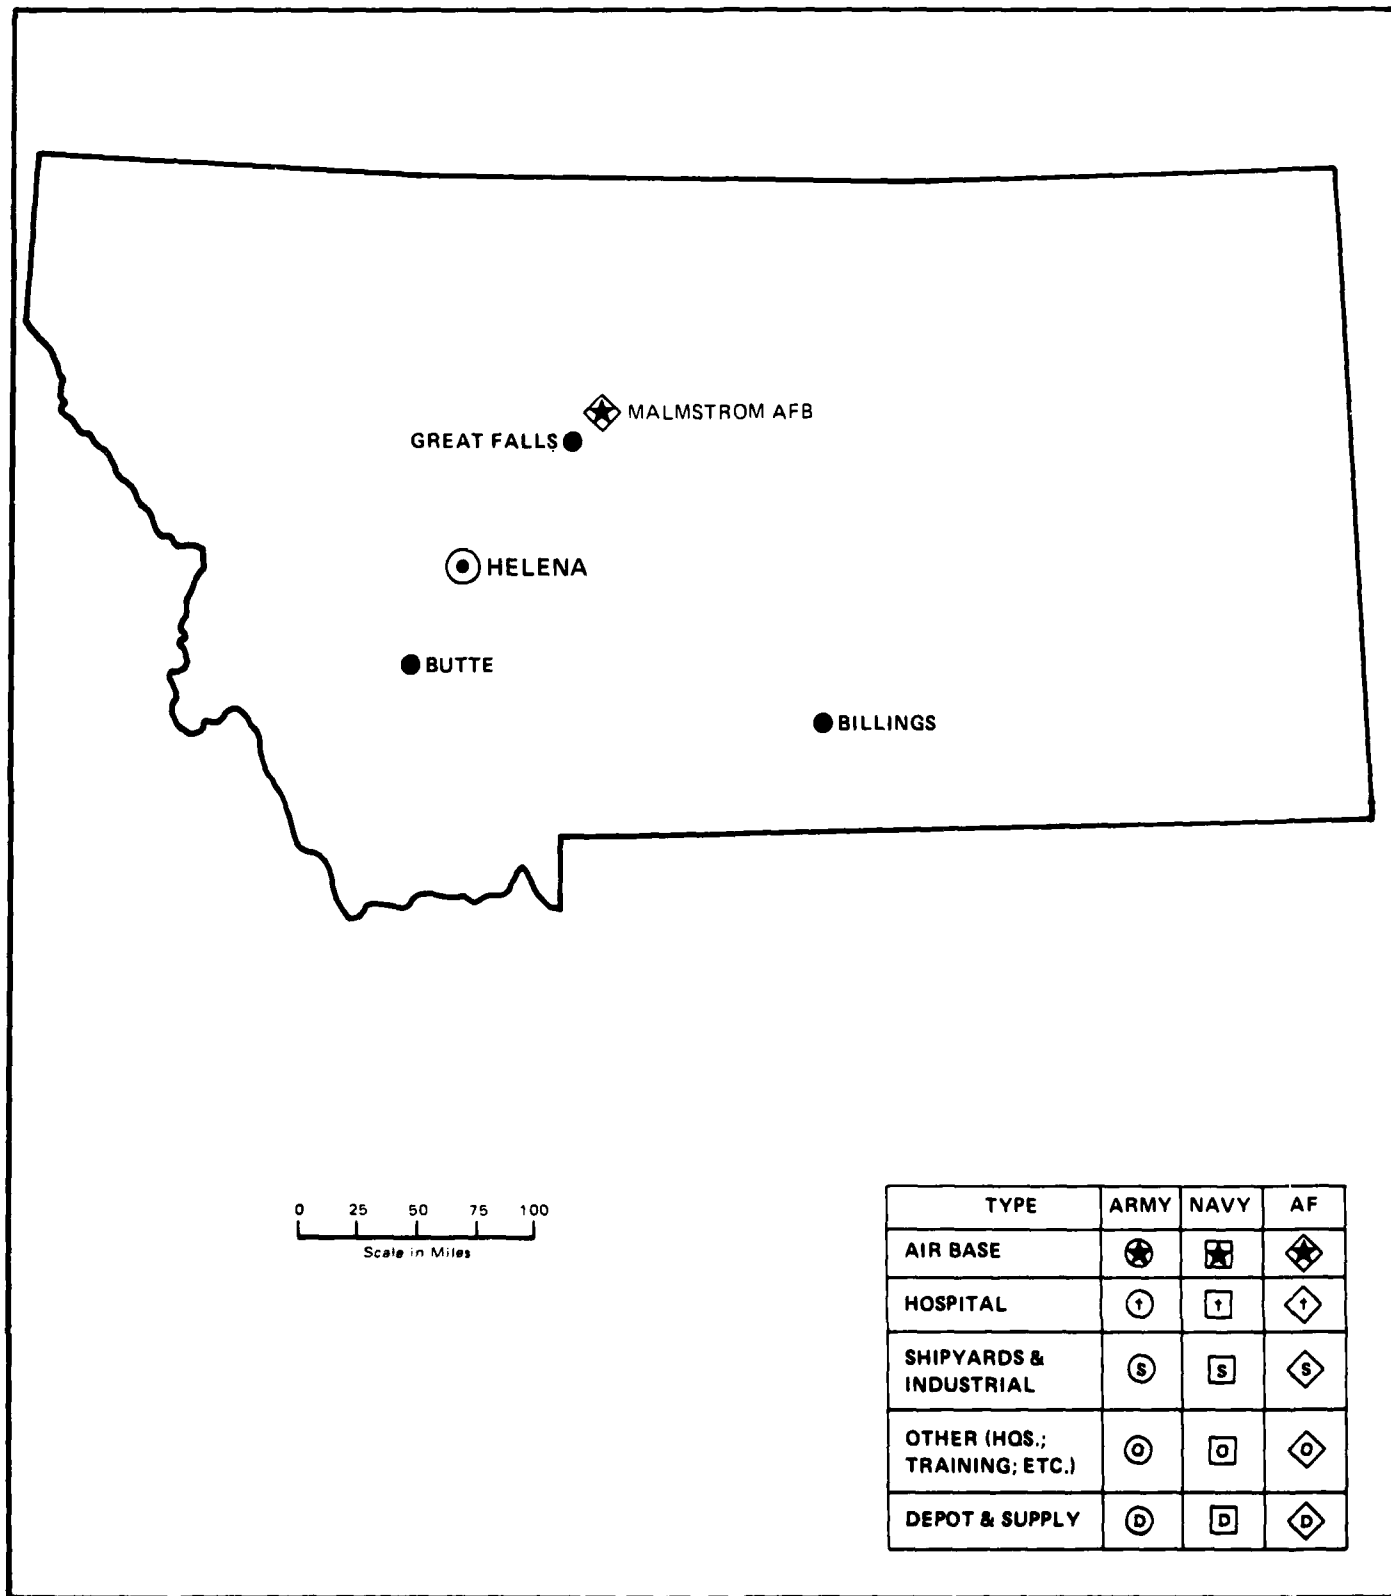 MALMSTROM AFB
GREAT FALLS
HELENA
BUTTE
BILLINGS
0 25 50 75 100
Scale in Miles
TYPE ARMY NAVY AF
AIR BASE
HOSPITAL
SHIPYARDS &
INDUSTRIAL
S S S
OTHER (HQS.;
TRAINING; ETC.)
O O O
DEPOT & SUPPLY D D D